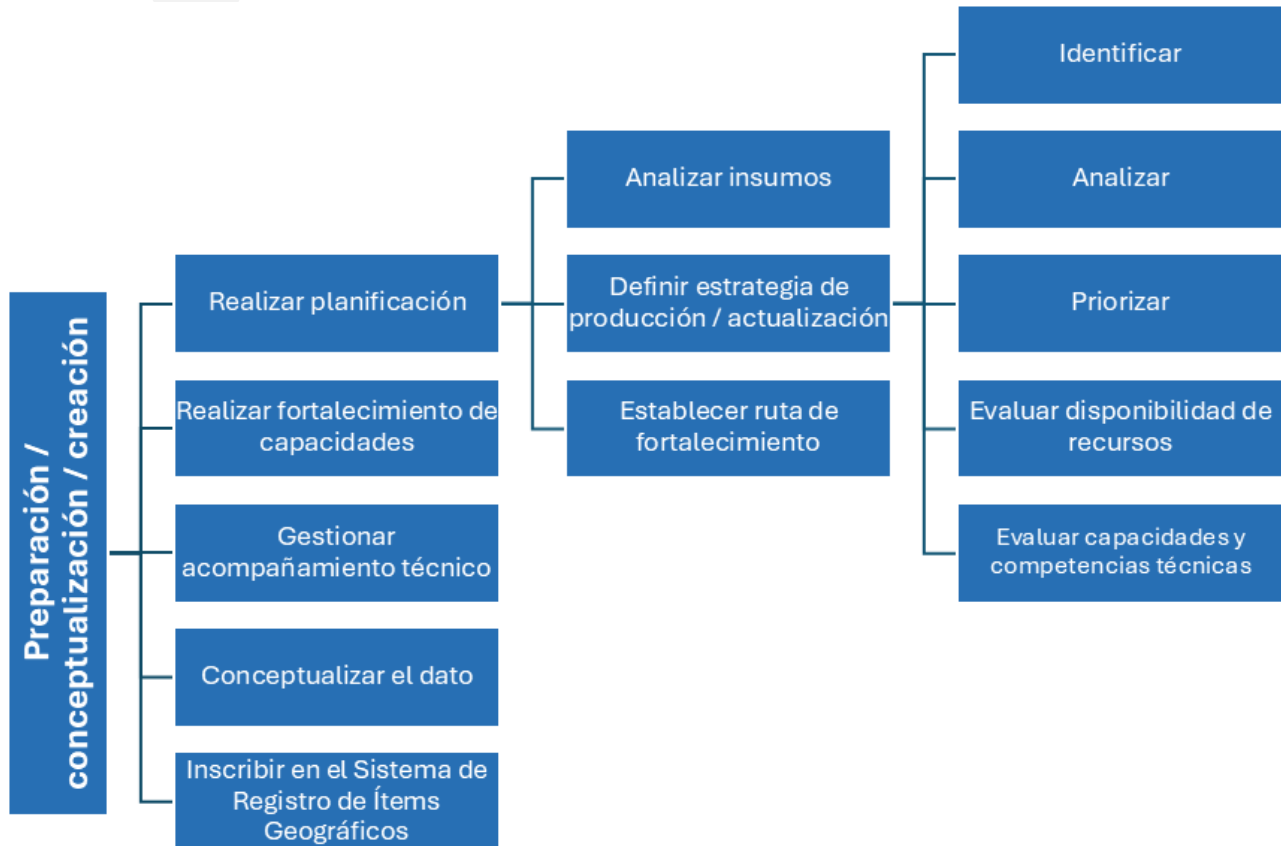 Preparación /
conceptualización / creación
Realizar planificación
Realizar fortalecimiento de
capacidades
Gestionar
acompañamiento técnico
Conceptualizar el dato
Inscribir en el Sistema de
Registro de Ítems
Geográficos
Analizar insumos
Definir estrategia de
producción / actualización
Establecer ruta de
fortalecimiento
Identificar
Analizar
Priorizar
Evaluar disponibilidad de
recursos
Evaluar capacidades y
competencias técnicas